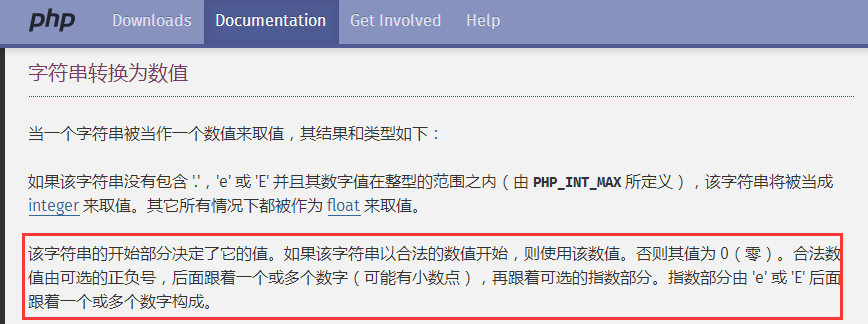 php Downloads Documentation Get Involved Help
字符串转换为数值
当一个字符串被当作一个数值来取值，其结果和类型如下：
如果该字符串没有包含 '.'，'e' 或 'E' 并且其数字值在整型的范围之内（由 PHP_INT_MAX 所定义），该字符串将被当成
integer 来取值。其它所有情况下都被作为 float 来取值。
该字符串的开始部分决定了它的值。如果该字符串以合法的数值开始，则使用该数值。否则其值为 0（零）。合法数
值由可选的正负号，后面跟着一个或多个数字（可能有小数点），再跟着可选的指数部分。指数部分由 'e' 或 'E' 后面
跟着一个或多个数字构成。